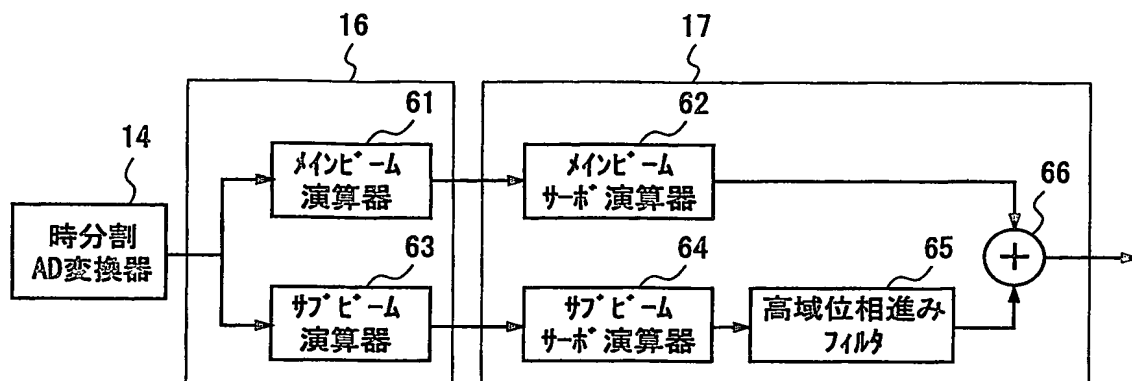 16
17
61
62
14
メインビーム
演算器
メインビーム
サーボ演算器
66
時分割
AD変換器
+
63
64
65
サブビーム
演算器
サブビーム
サーボ演算器
高域位相進み
フィルタ